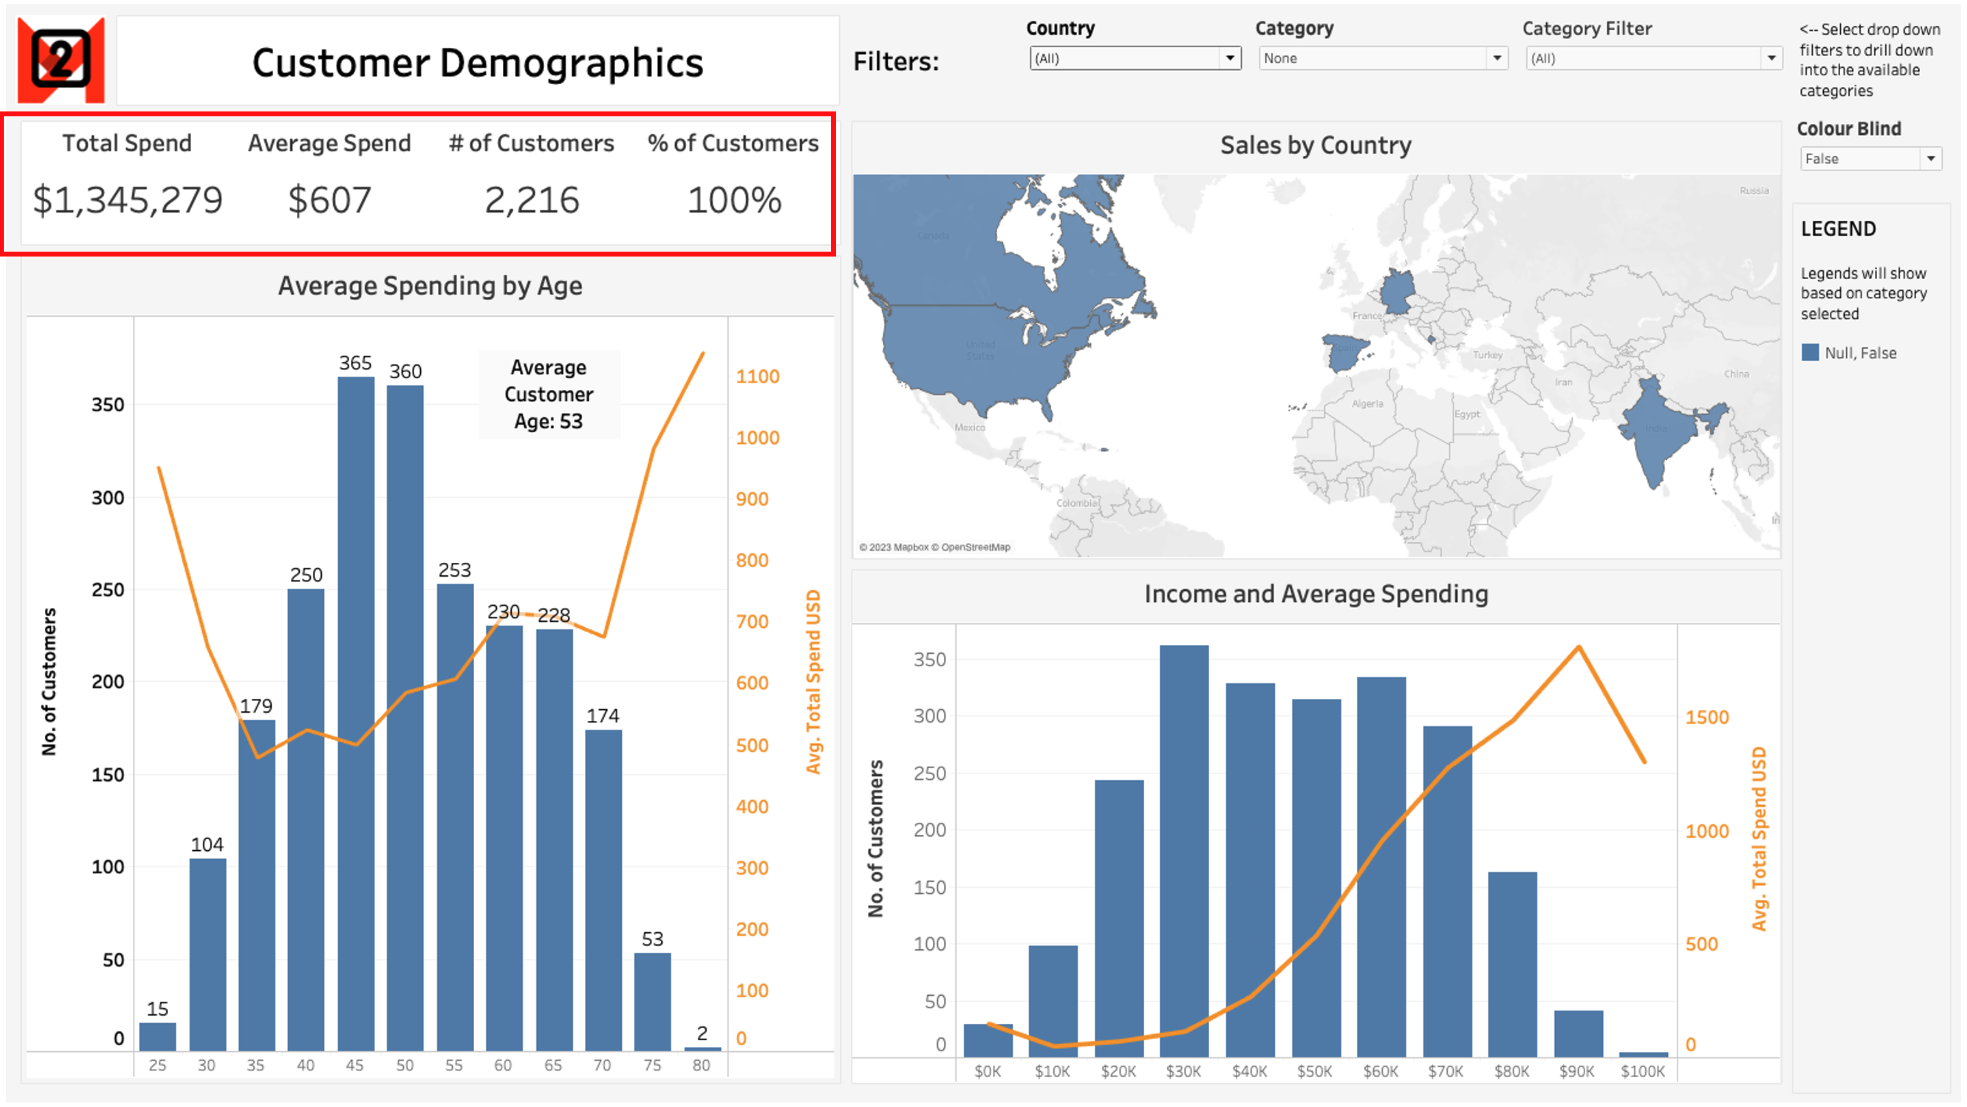 2
Customer Demographics
Filters:
Country
(All)
Category
None
Category Filter
(All)
<-- Select drop down
filters to drill down
into the available
categories
Total Spend
$1,345,279
Average Spend
$607
# of Customers
2,216
% of Customers
100%
Colour Blind
False
LEGEND
Legends will show
based on category
selected
Null, False
Average Spending by Age
Average
Customer
Age: 53
No. of Customers
350
300
250
200
150
100
50
0
15
104
179
250
365
360
253
230
228
174
53
2
1100
1000
900
800
700
600
500
400
300
200
100
0
Avg. Total Spend USD
25 30 35 40 45 50 55 60 65 70 75 80
Sales by Country
Canada
United
States
Mexico
Colombia
France
Algeria
Egypt
Turkey
Iran
Russia
China
India
© 2023 Mapbox © OpenStreetMap
Income and Average Spending
No. of Customers
350
300
250
200
150
100
50
0
1500
1000
500
0
Avg. Total Spend USD
$0K $10K $20K $30K $40K $50K $60K $70K $80K $90K $100K